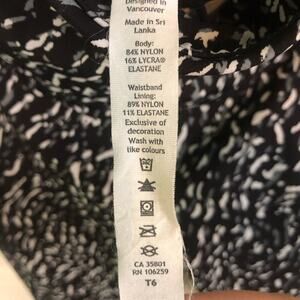 Designed in
Vancouver
Made in Sri
Lanka
Body:
84% NYLON
16% LYCRA®
ELASTANE
Waistband
Lining:
89% NYLON
11% ELASTANE
Exclusive of
decoration
Wash with
like colours
CA 35801
RN 106259
T6